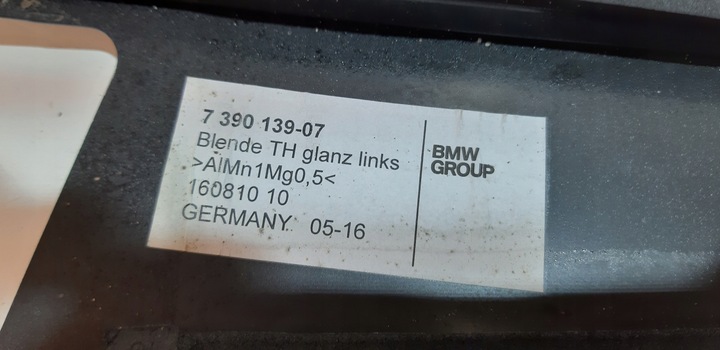 7 390 139-07
Blende TH glanz links
>AlMn1Mg0,5<
160810 10
GERMANY 05-16
BMW
GROUP